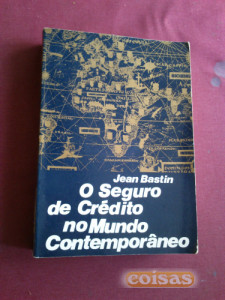 Jean Bastin
O Seguro
de Crédito
no Mundo
Contemporâneo
coisas